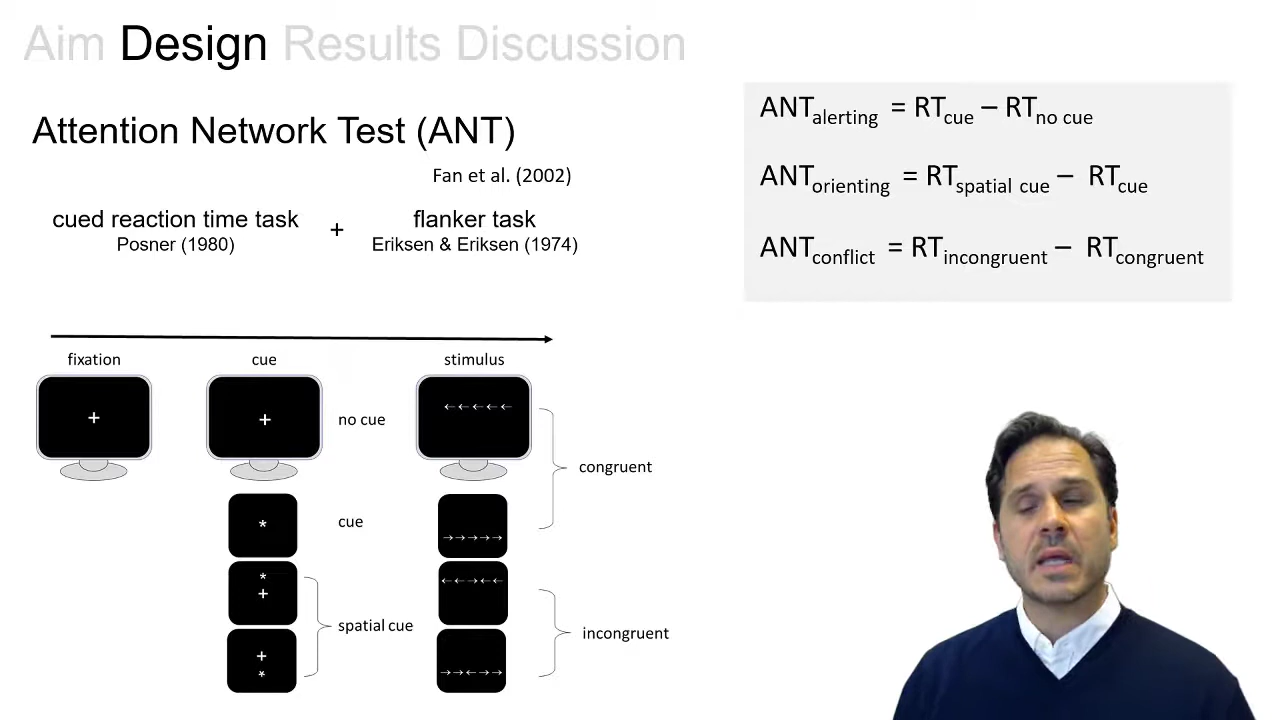 Aim Design Results Discussion
Attention Network Test (ANT)
Fan et al. (2002)
cued reaction time task + flanker task
Posner (1980) Eriksen & Eriksen (1974)
ANTalerting = RTcue – RTno cue
ANTorienting = RTspatial cue – RTcue
ANTconflict = RTincongruent – RTcongruent
fixation cue stimulus
+ + no cue ←←←←←
congruent
* cue →→→→→
*
+ ←←→←←
spatial cue incongruent
+
* →→←→→